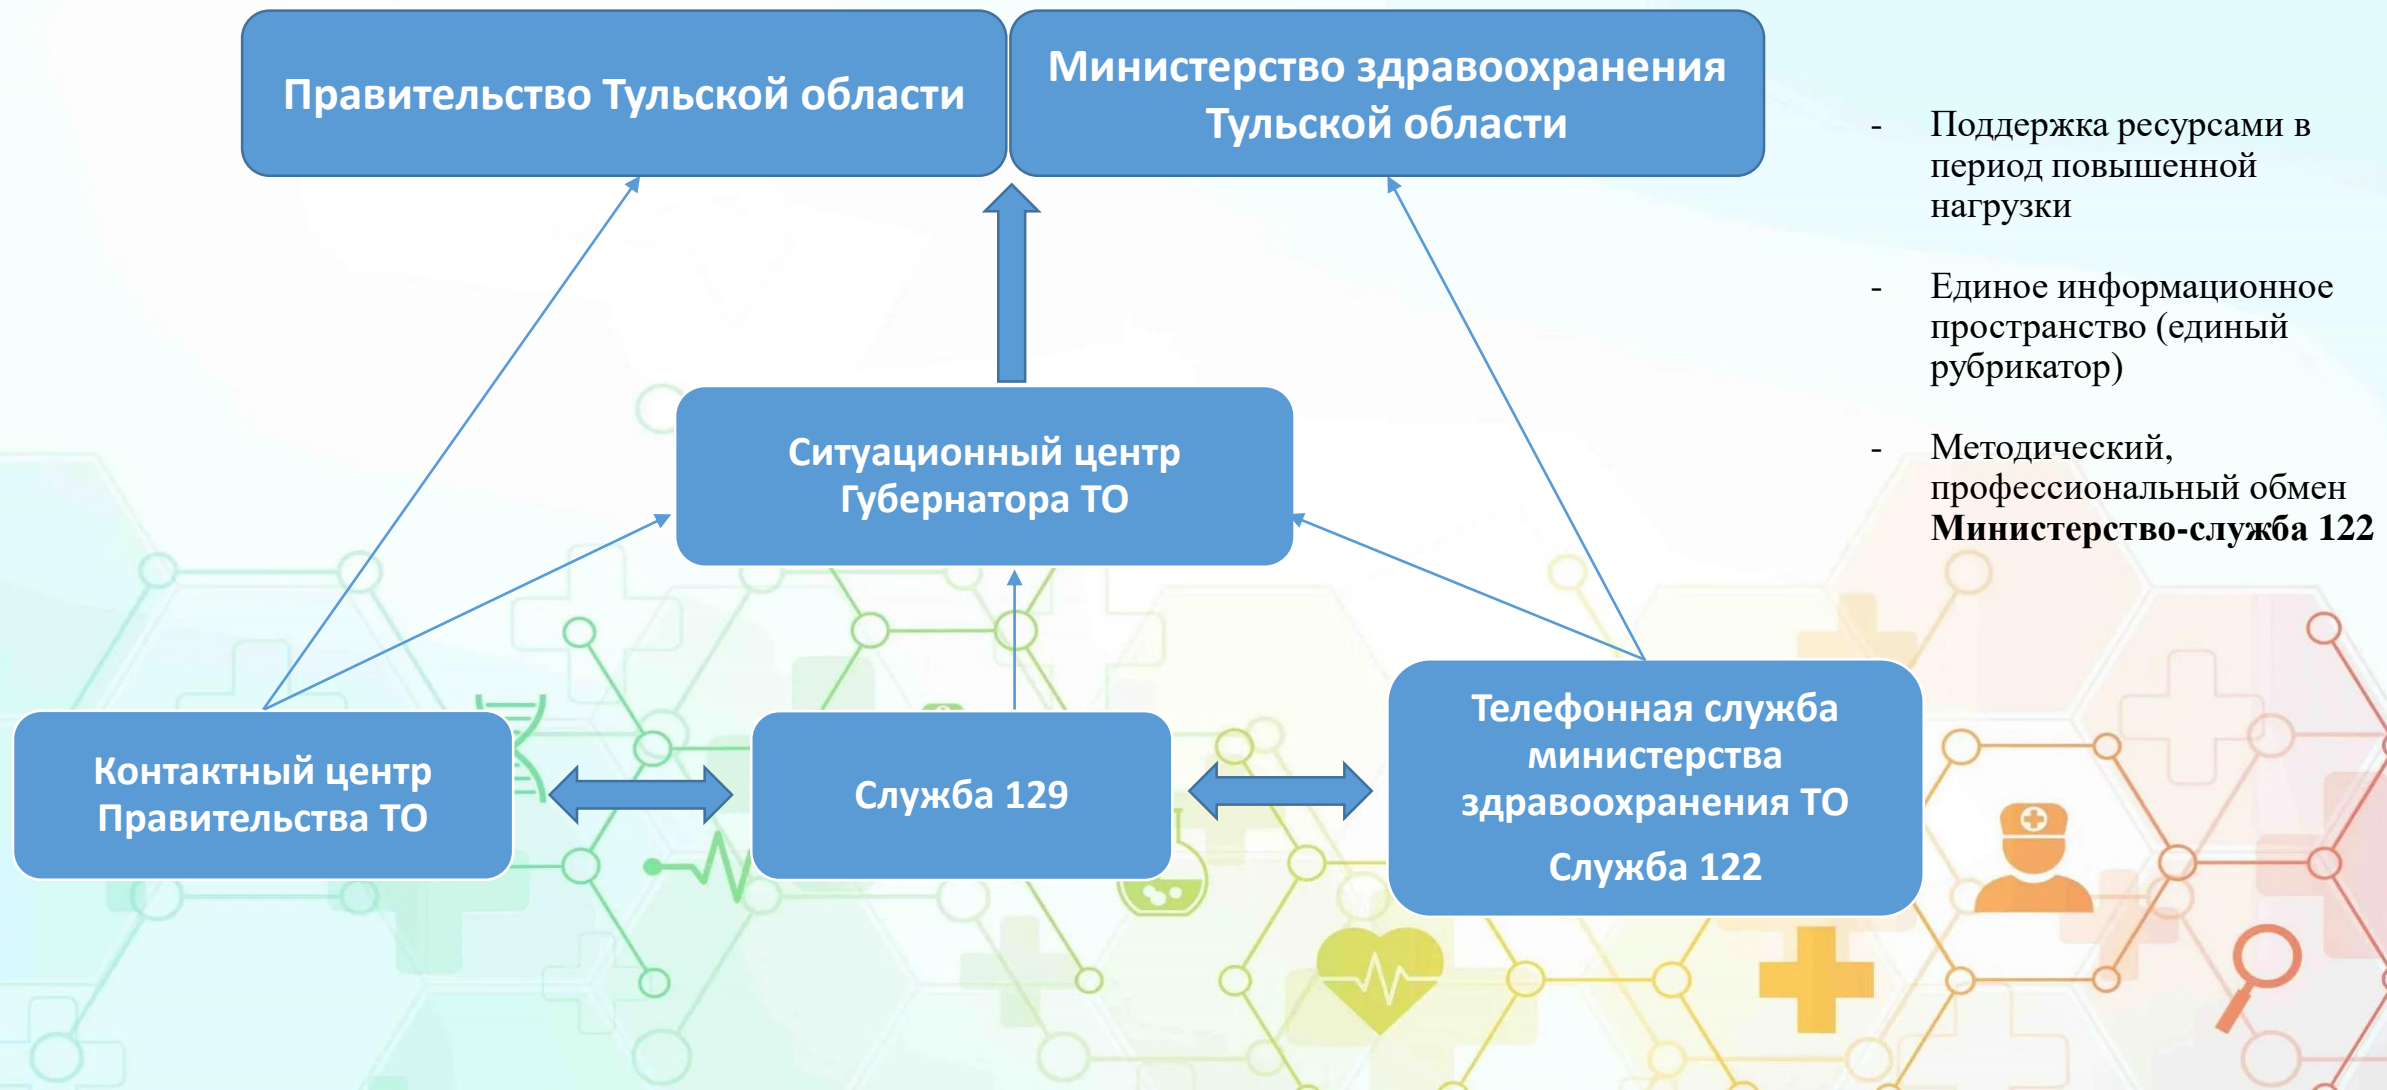 Правительство Тульской области
Министерство здравоохранения
Тульской области
- Поддержка ресурсами в
период повышенной
нагрузки
- Единое информационное
пространство (единый
рубрикатор)
- Методический,
профессиональный обмен
Министерство-служба 122
Ситуационный центр
Губернатора ТО
Контактный центр
Правительства ТО
Служба 129
Телефонная служба
министерства
здравоохранения ТО
Служба 122